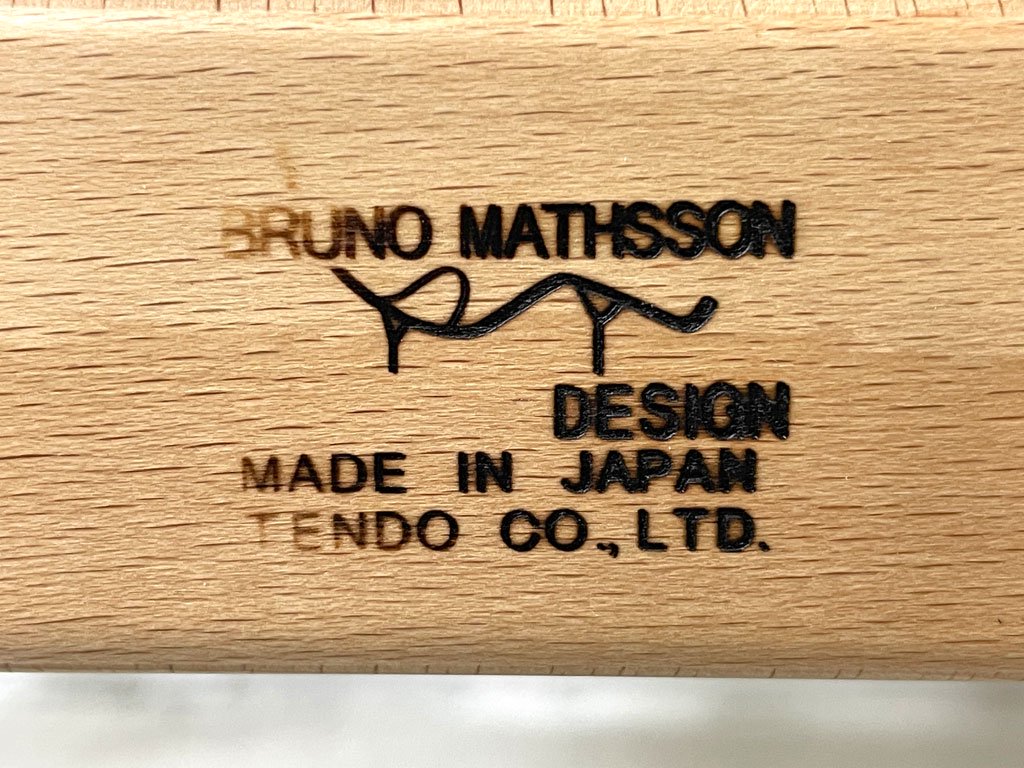 BRUNO MATHSSON
DESIGN
MADE IN JAPAN
TENDO CO., LTD.